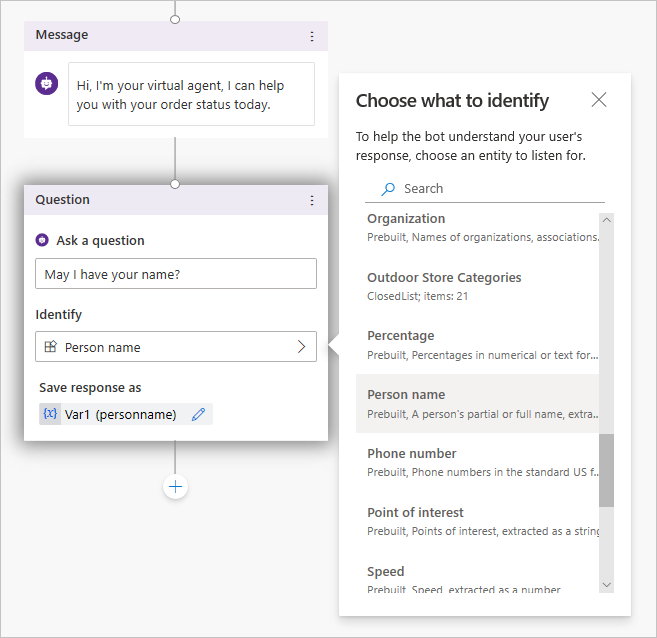 Message
Hi, I'm your virtual agent, I can help
you with your order status today.
Question
Ask a question
May I have your name?
Identify
Person name
Save response as
{x} Var1 (personname)
Choose what to identify
To help the bot understand your user's
response, choose an entity to listen for.
Search
Organization
Prebuilt, Names of organizations, associations.
Outdoor Store Categories
ClosedList; items: 21
Percentage
Prebuilt, Percentages in numerical or text for...
Person name
Prebuilt, A person's partial or full name, extra...
Phone number
Prebuilt, Phone numbers in the standard US f...
Point of interest
Prebuilt, Points of interest, extracted as a string
Speed
Prebuilt, Speed, extracted as a number